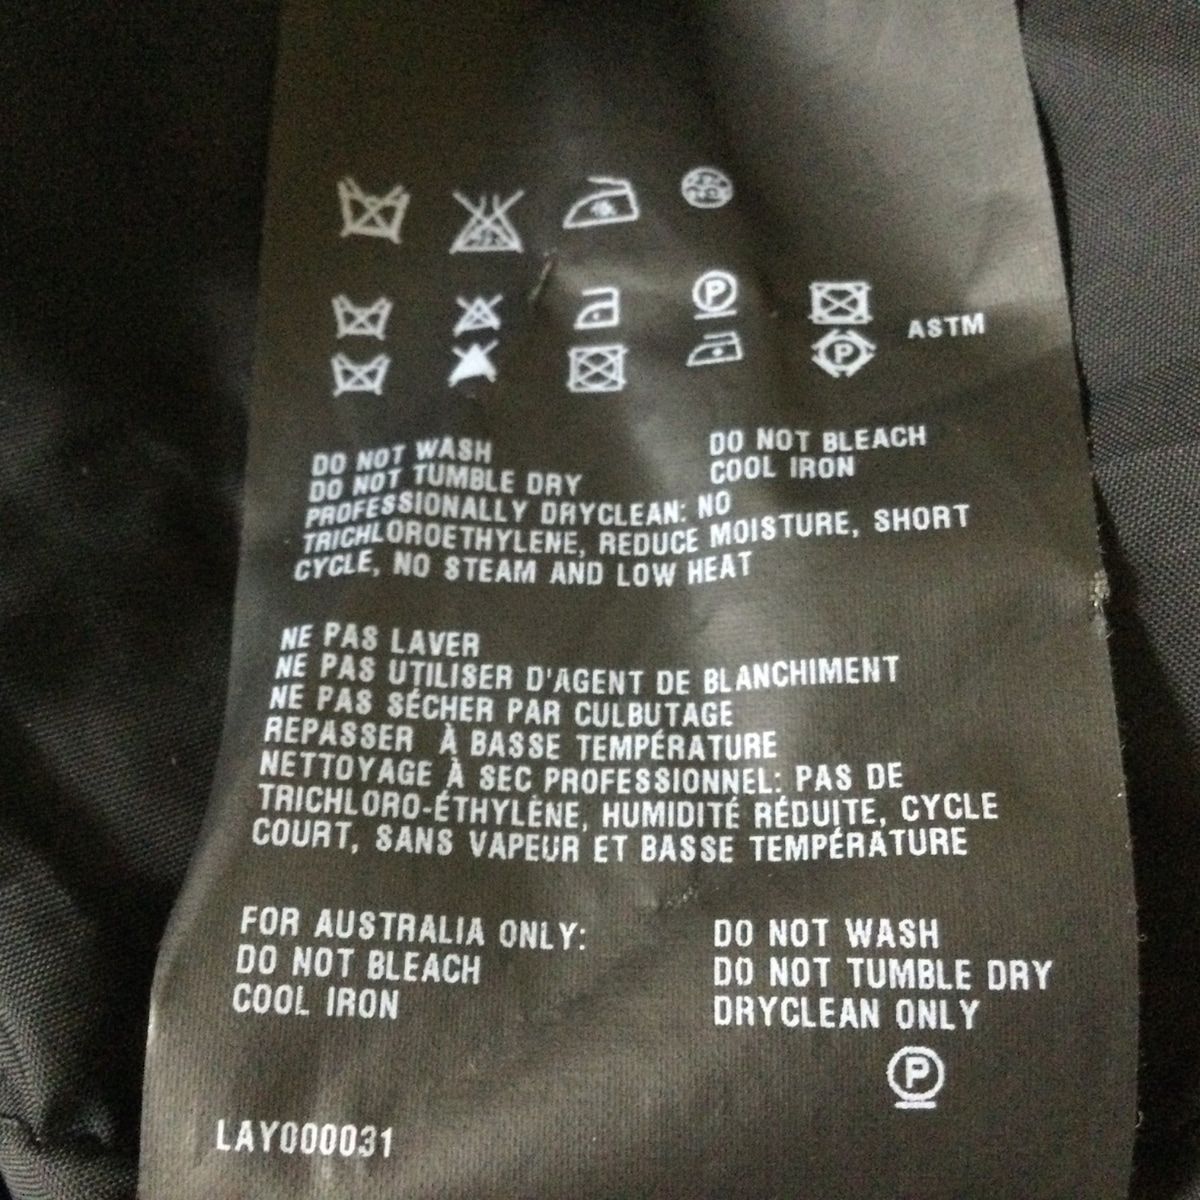 P
ASTM
P
DO NOT WASH DO NOT BLEACH
DO NOT TUMBLE DRY COOL IRON
PROFESSIONALLY DRYCLEAN: NO
TRICHLOROETHYLENE, REDUCE MOISTURE, SHORT
CYCLE, NO STEAM AND LOW HEAT
NE PAS LAVER
NE PAS UTILISER D'AGENT DE BLANCHIMENT
NE PAS SÉCHER PAR CULBUTAGE
REPASSER À BASSE TEMPÉRATURE
NETTOYAGE À SEC PROFESSIONNEL: PAS DE
TRICHLORO-ÉTHYLÈNE, HUMIDITÉ RÉDUITE, CYCLE
COURT, SANS VAPEUR ET BASSE TEMPÉRATURE
FOR AUSTRALIA ONLY: DO NOT WASH
DO NOT BLEACH DO NOT TUMBLE DRY
COOL IRON DRYCLEAN ONLY
P
LAY000031